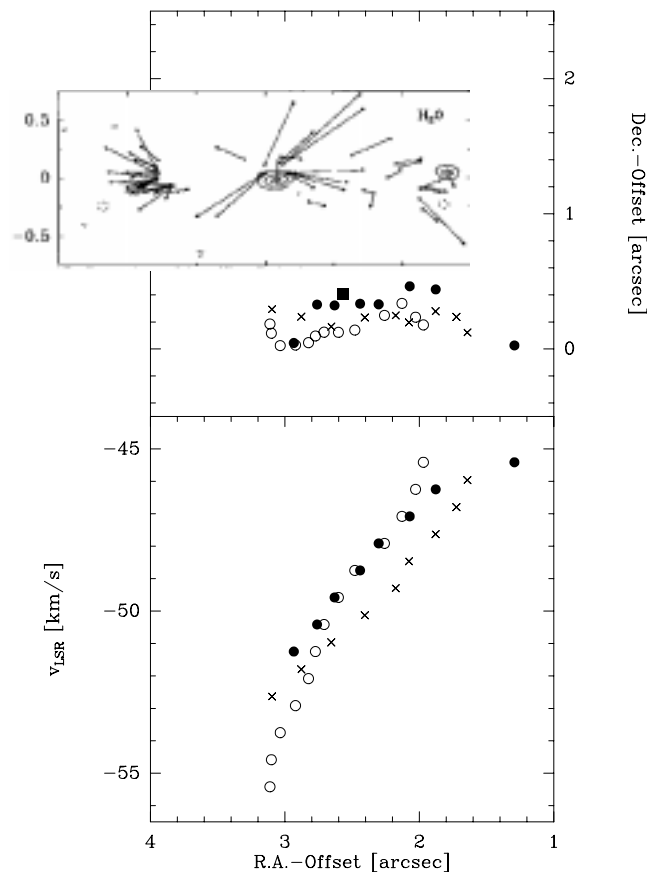 2
0.5
H₂O
0
−0.5
1
0
Dec.−Offset [arcsec]
−45
−50
−55
v_LSR [km/s]
4 3 2 1
R.A.−Offset [arcsec]